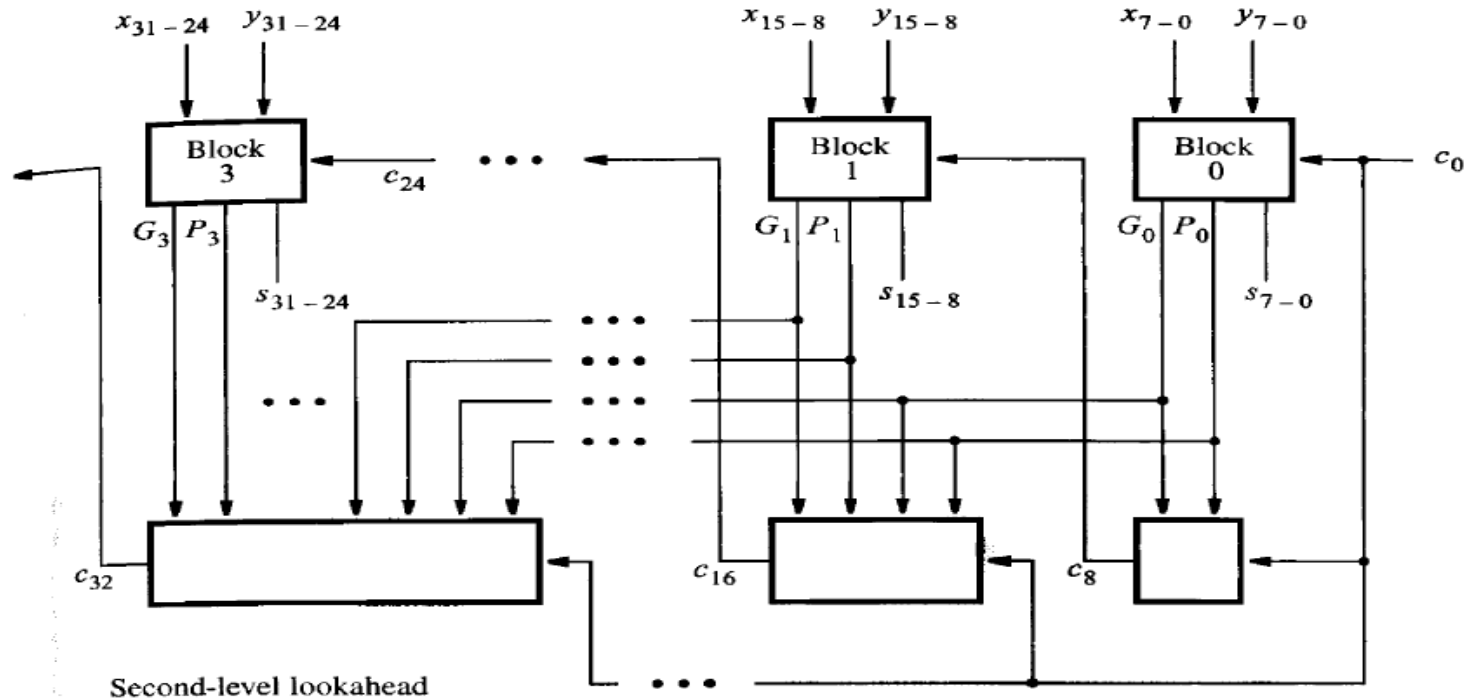 x31–24 y31–24 x15–8 y15–8 x7–0 y7–0
Block 3 c24 Block 1 Block 0 c0
G3 P3 G1 P1 G0 P0
s31–24 s15–8 s7–0
c32 c16 c8
Second-level lookahead